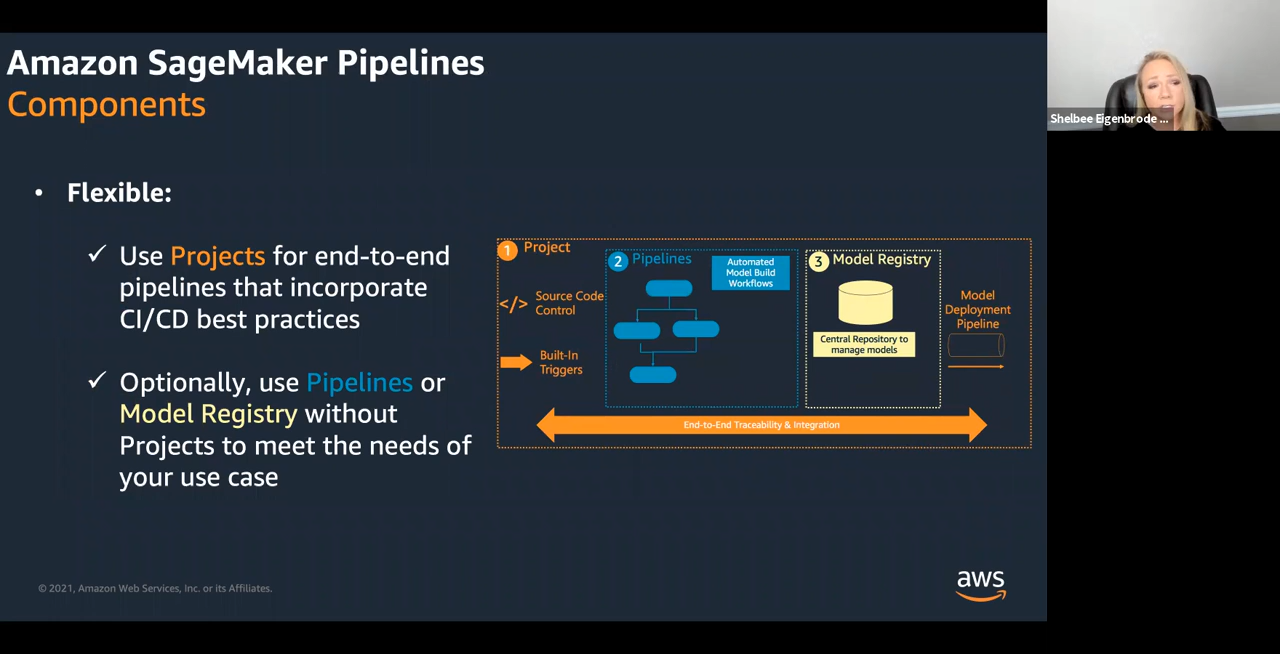 Amazon SageMaker Pipelines
Components
Shelbee Eigenbrode ...
• Flexible:
✓ Use Projects for end-to-end
pipelines that incorporate
CI/CD best practices
✓ Optionally, use Pipelines or
Model Registry without
Projects to meet the needs of
your use case
1 Project
</> Source Code
Control
Built-In
Triggers
2 Pipelines
Automated
Model Build
Workflows
3 Model Registry
Central Repository to
manage models
Model
Deployment
Pipeline
End-to-End Traceability & Integration
© 2021, Amazon Web Services, Inc. or its Affiliates.
aws